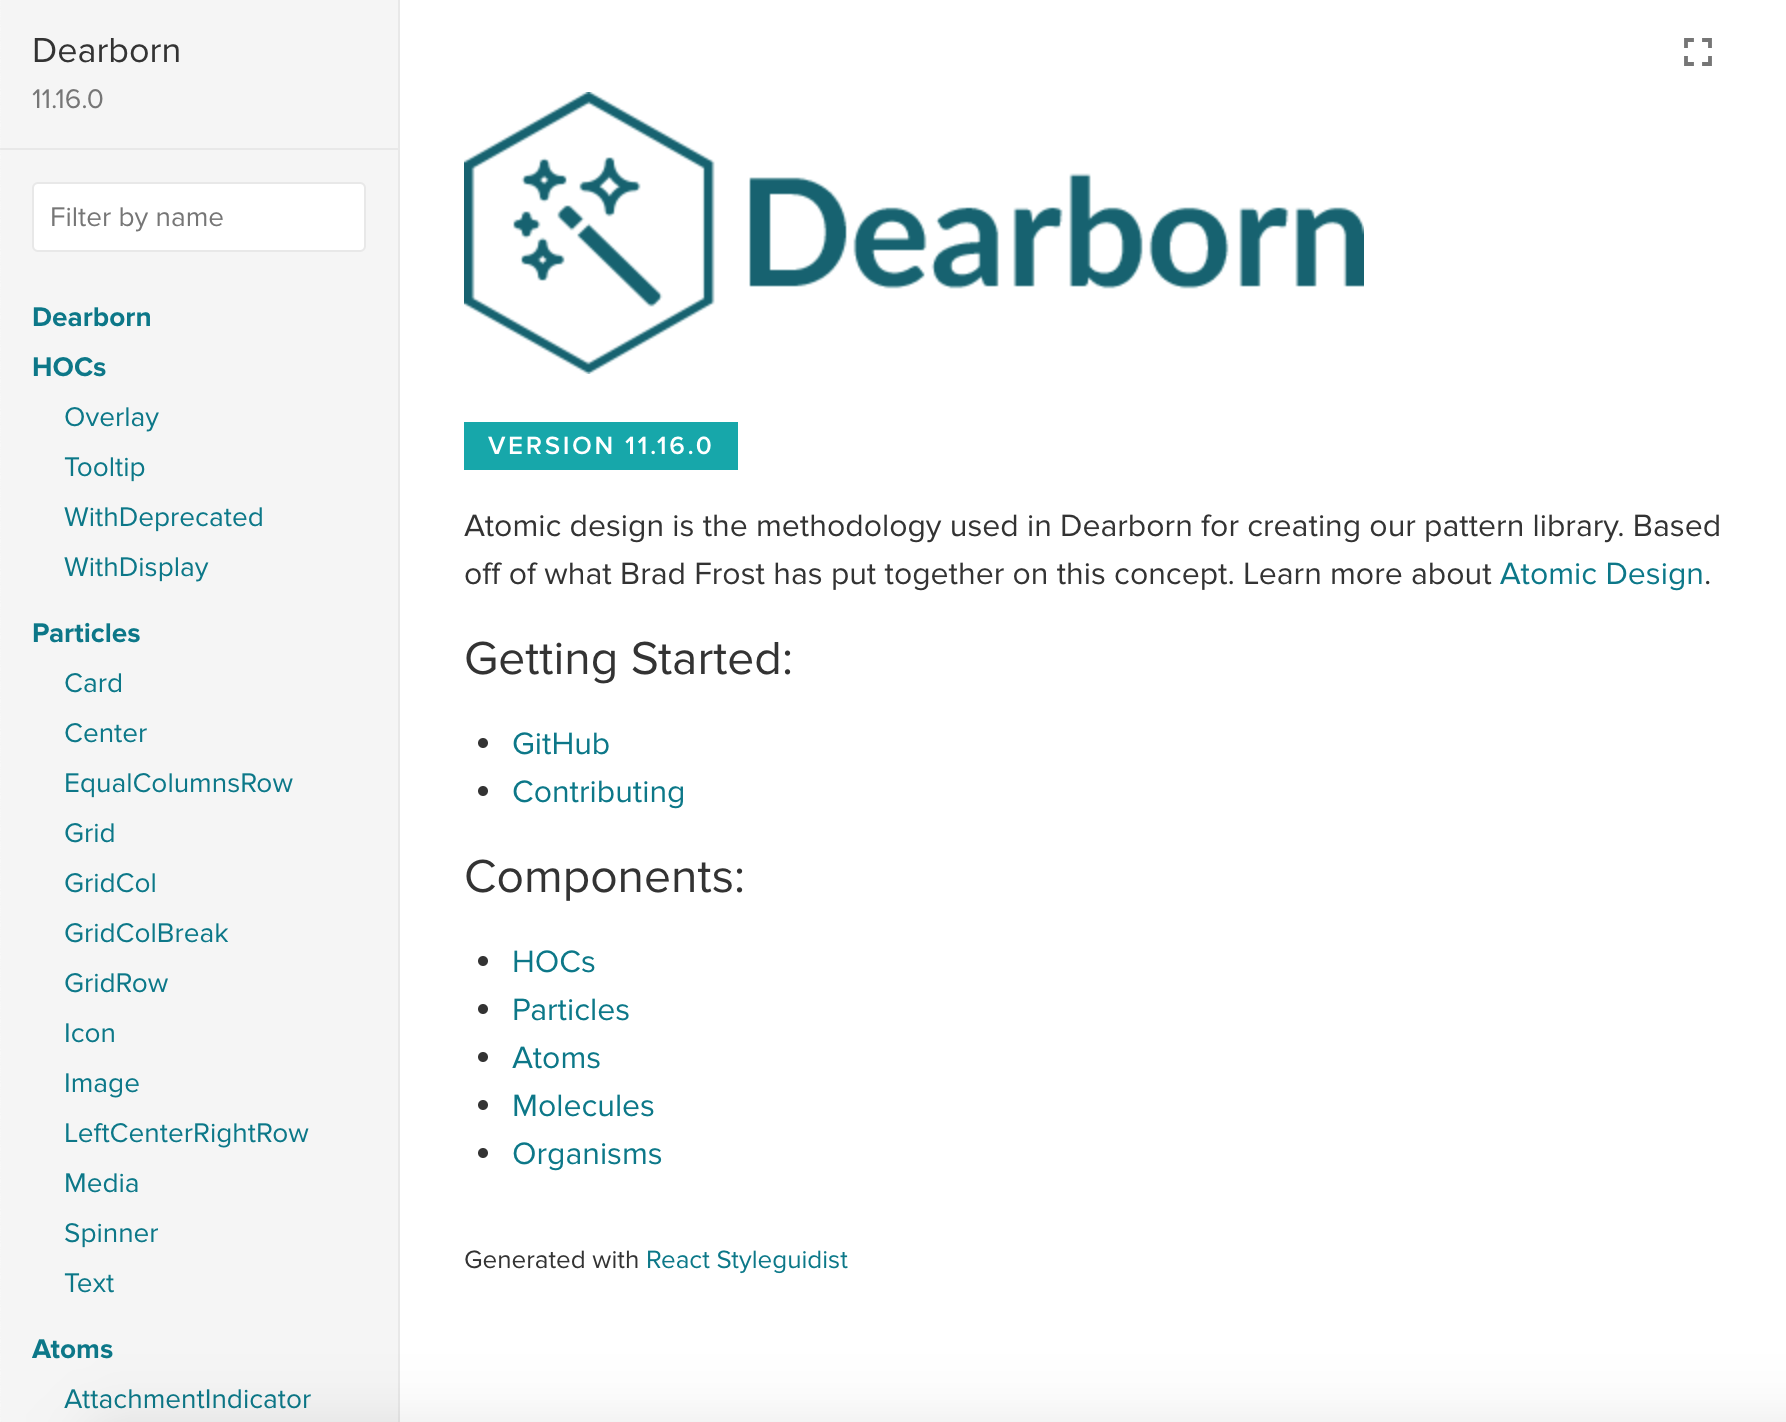 Dearborn
11.16.0
Filter by name
Dearborn
HOCs
Overlay
Tooltip
WithDeprecated
WithDisplay
Particles
Card
Center
EqualColumnsRow
Grid
GridCol
GridColBreak
GridRow
Icon
Image
LeftCenterRightRow
Media
Spinner
Text
Atoms
AttachmentIndicator
Dearborn
VERSION 11.16.0
Atomic design is the methodology used in Dearborn for creating our pattern library. Based
off of what Brad Frost has put together on this concept. Learn more about Atomic Design.
Getting Started:
GitHub
Contributing
Components:
HOCs
Particles
Atoms
Molecules
Organisms
Generated with React Styleguidist